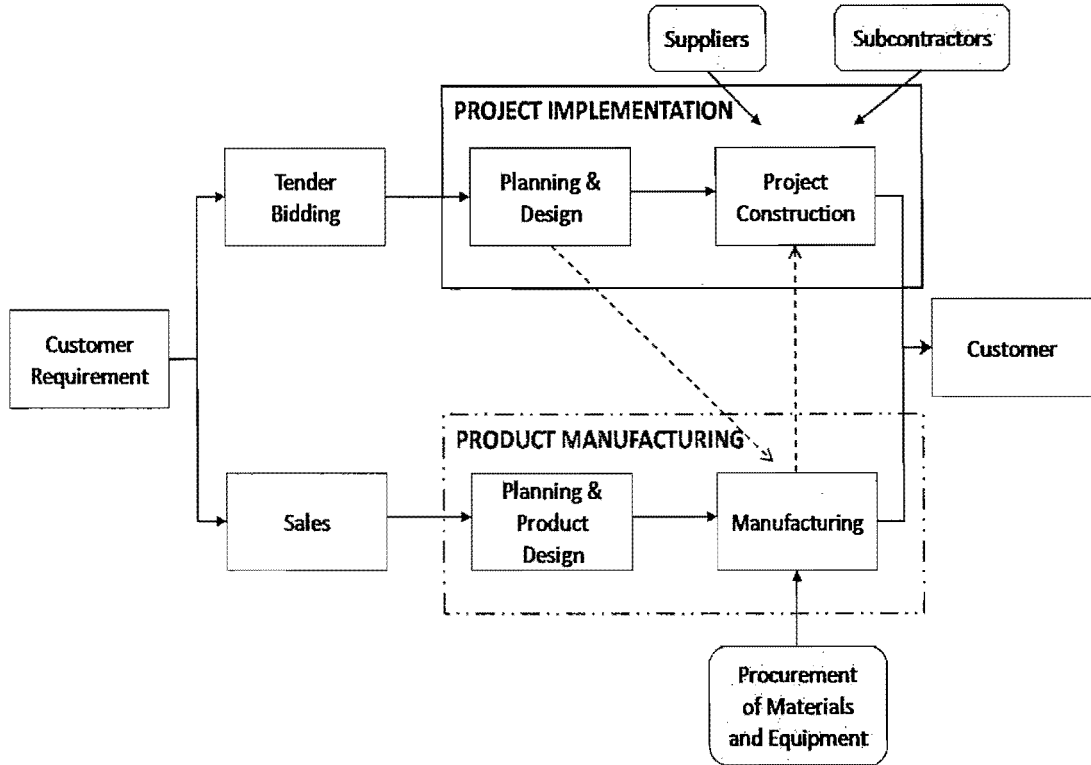 Suppliers
Subcontractors
PROJECT IMPLEMENTATION
Tender
Bidding
Planning &
Design
Project
Construction
Customer
Requirement
Customer
PRODUCT MANUFACTURING
Sales
Planning &
Product
Design
Manufacturing
Procurement
of Materials
and Equipment